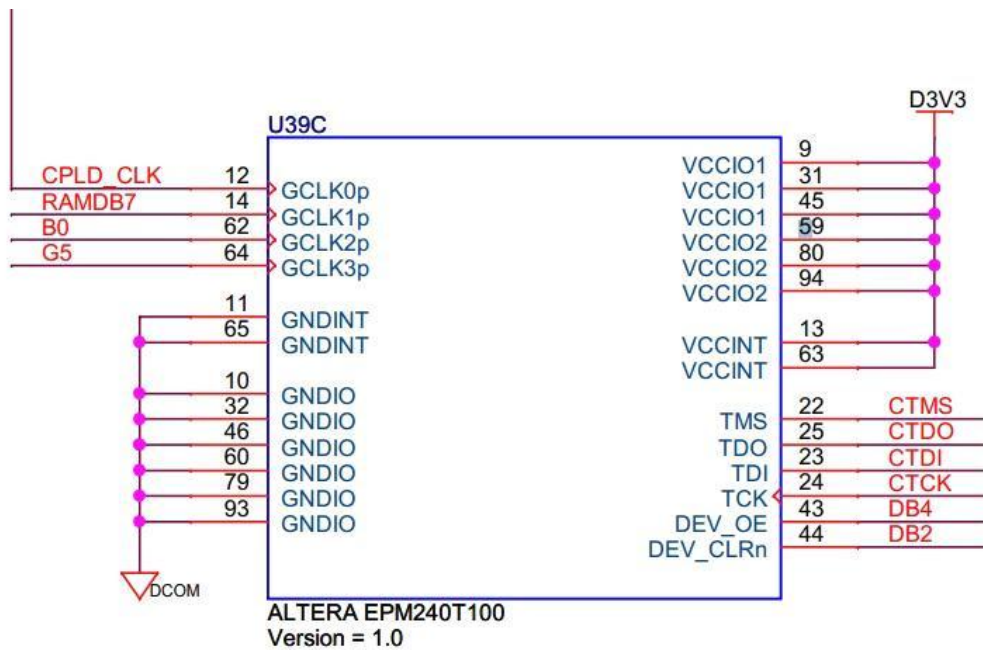 D3V3
U39C
CPLD_CLK 12 GCLK0p
RAMDB7 14 GCLK1p
B0 62 GCLK2p
G5 64 GCLK3p
11 GNDINT
65 GNDINT
10 GNDIO
32 GNDIO
46 GNDIO
60 GNDIO
79 GNDIO
93 GNDIO
DCOM
VCCIO1 9
VCCIO1 31
VCCIO1 45
VCCIO2 59
VCCIO2 80
VCCIO2 94
VCCINT 13
VCCINT 63
TMS 22 CTMS
TDO 25 CTDO
TDI 23 CTDI
TCK 24 CTCK
DEV_OE 43 DB4
DEV_CLRn 44 DB2
ALTERA EPM240T100
Version = 1.0